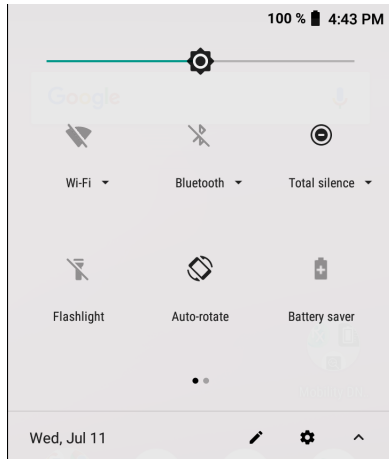 100 % 4:43 PM
Google
Wi-Fi Bluetooth Total silence
Flashlight Auto-rotate Battery saver
Wed, Jul 11